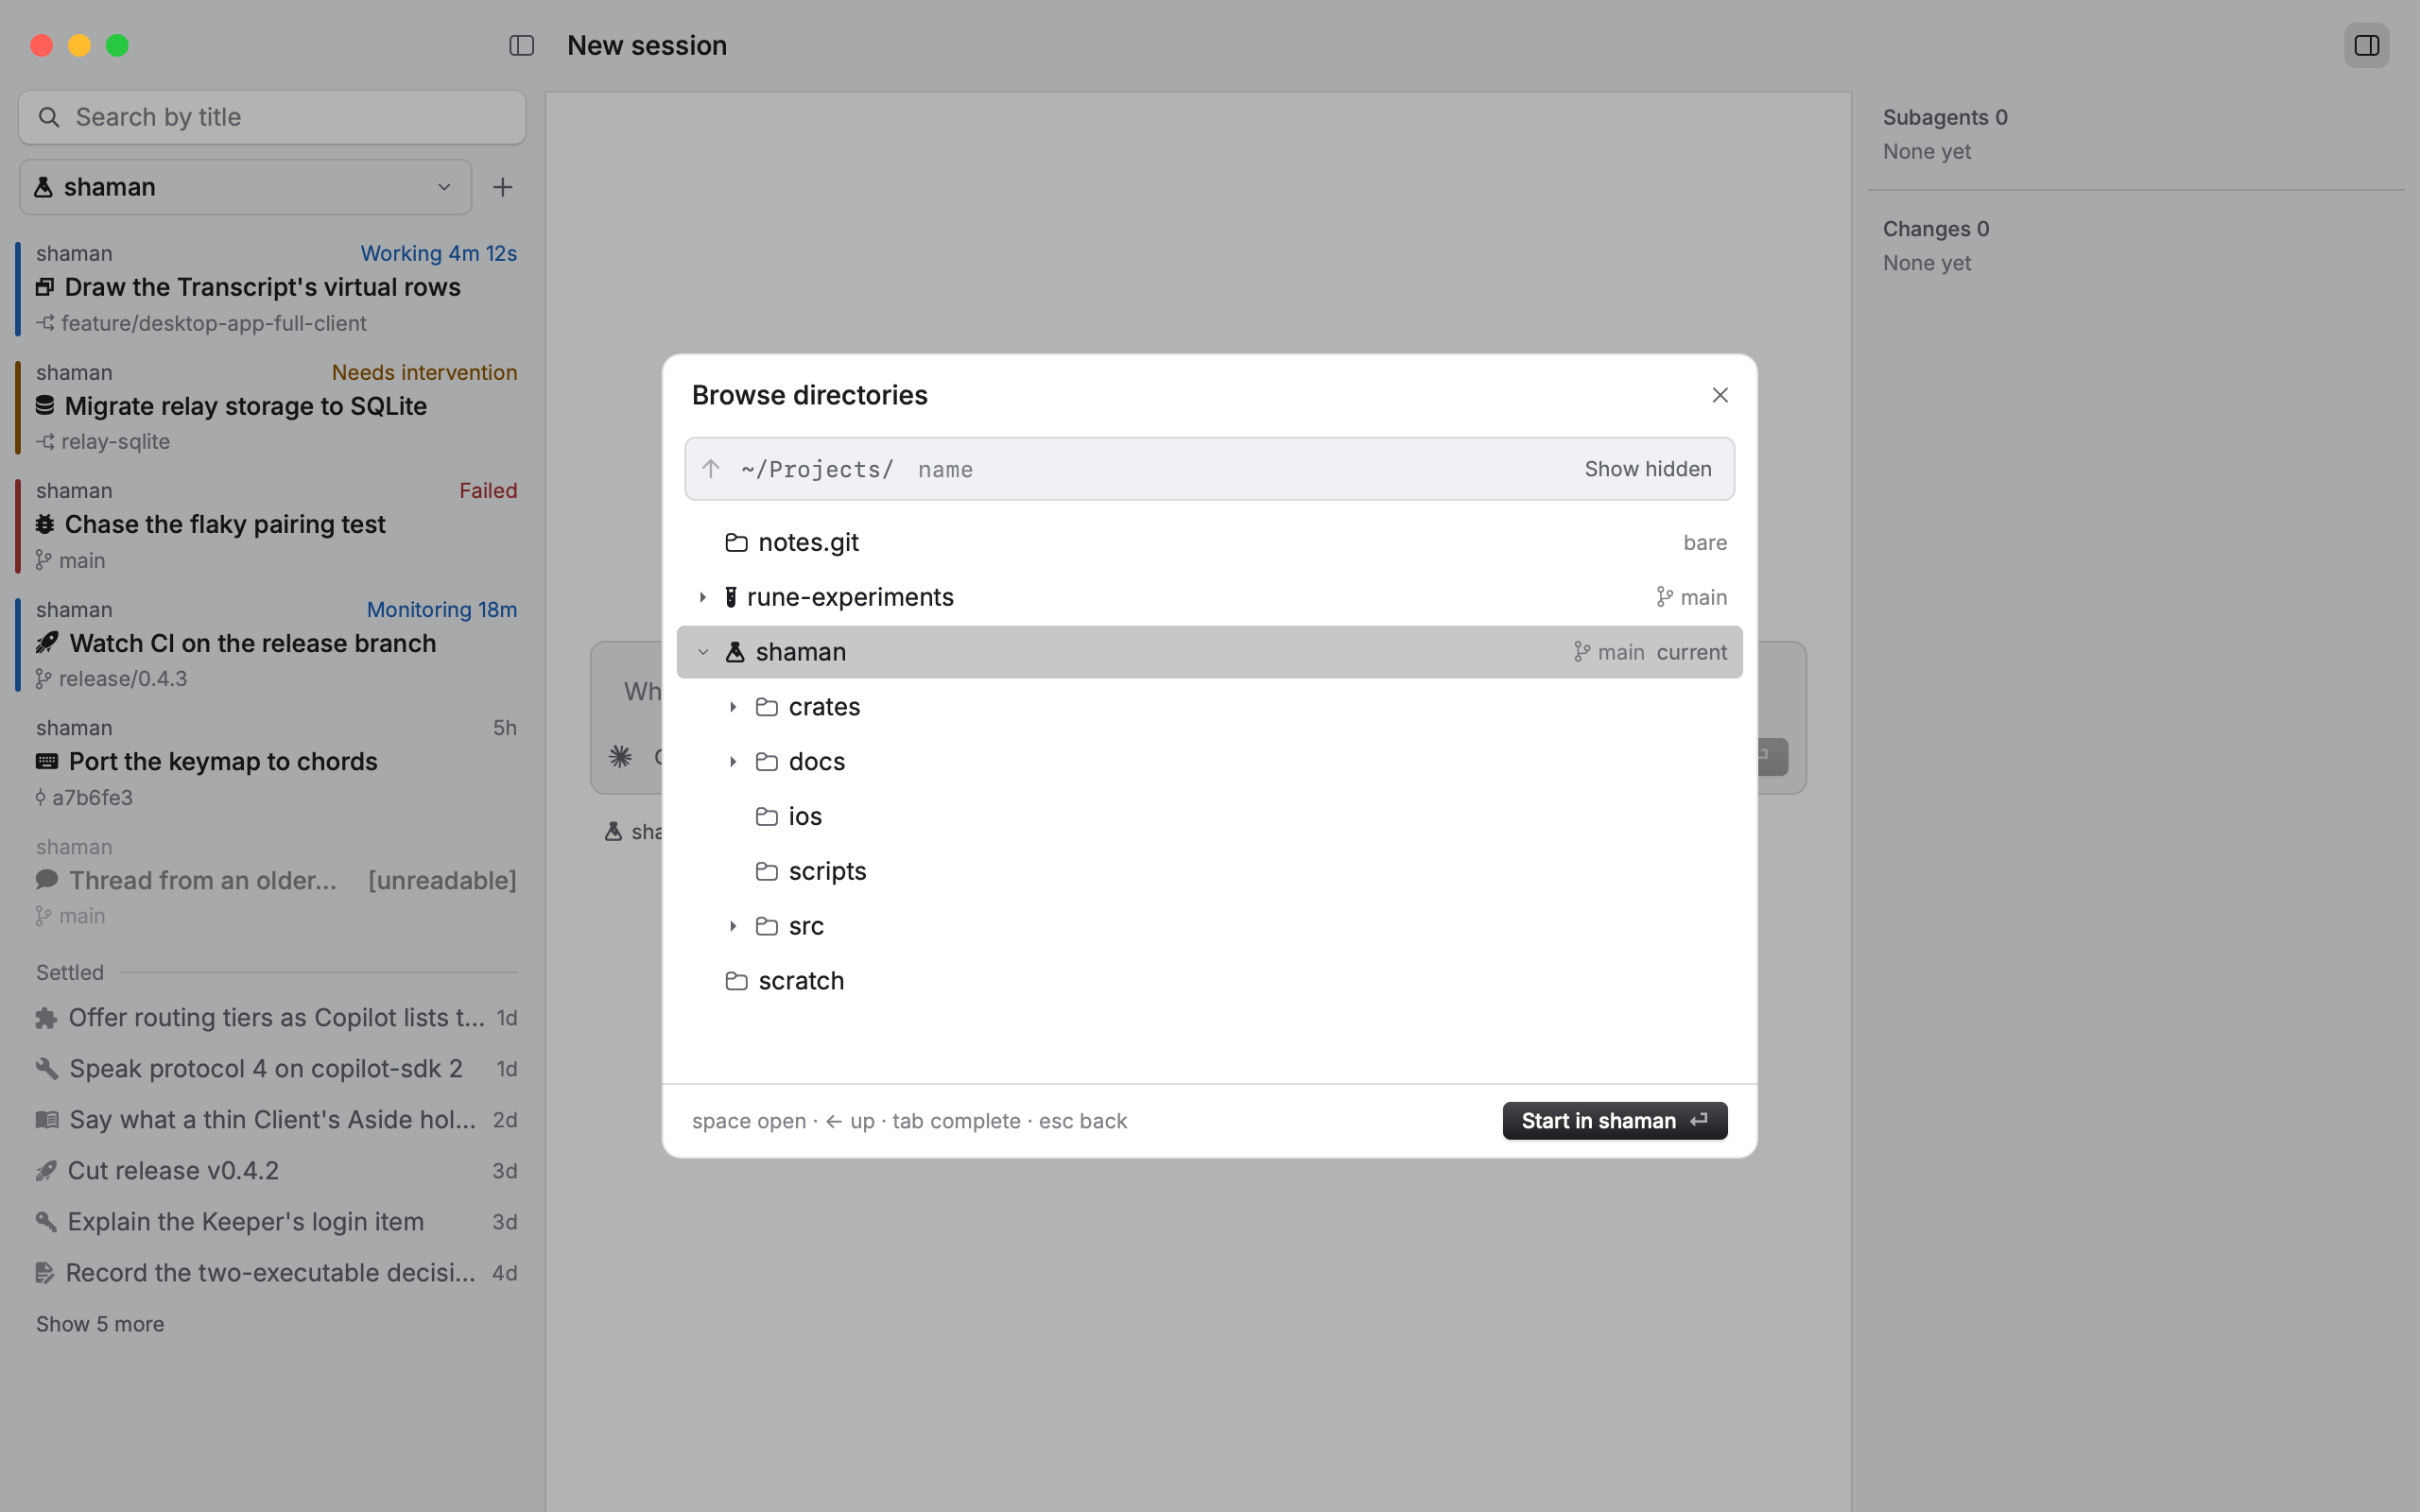 New session
Search by title
shaman
shaman Working 4m 12s
Draw the Transcript's virtual rows
feature/desktop-app-full-client
shaman Needs intervention
Migrate relay storage to SQLite
relay-sqlite
shaman Failed
Chase the flaky pairing test
main
shaman Monitoring 18m
Watch CI on the release branch
release/0.4.3
shaman 5h
Port the keymap to chords
a7b6fe3
shaman
Thread from an older... [unreadable]
main
Settled
Offer routing tiers as Copilot lists t... 1d
Speak protocol 4 on copilot-sdk 2 1d
Say what a thin Client's Aside hol... 2d
Cut release v0.4.2 3d
Explain the Keeper's login item 3d
Record the two-executable decisi... 4d
Show 5 more
Wh
sha
Browse directories
~/Projects/ name Show hidden
notes.git bare
rune-experiments main
shaman main current
crates
docs
ios
scripts
src
scratch
space open · ← up · tab complete · esc back
Start in shaman
Subagents 0
None yet
Changes 0
None yet